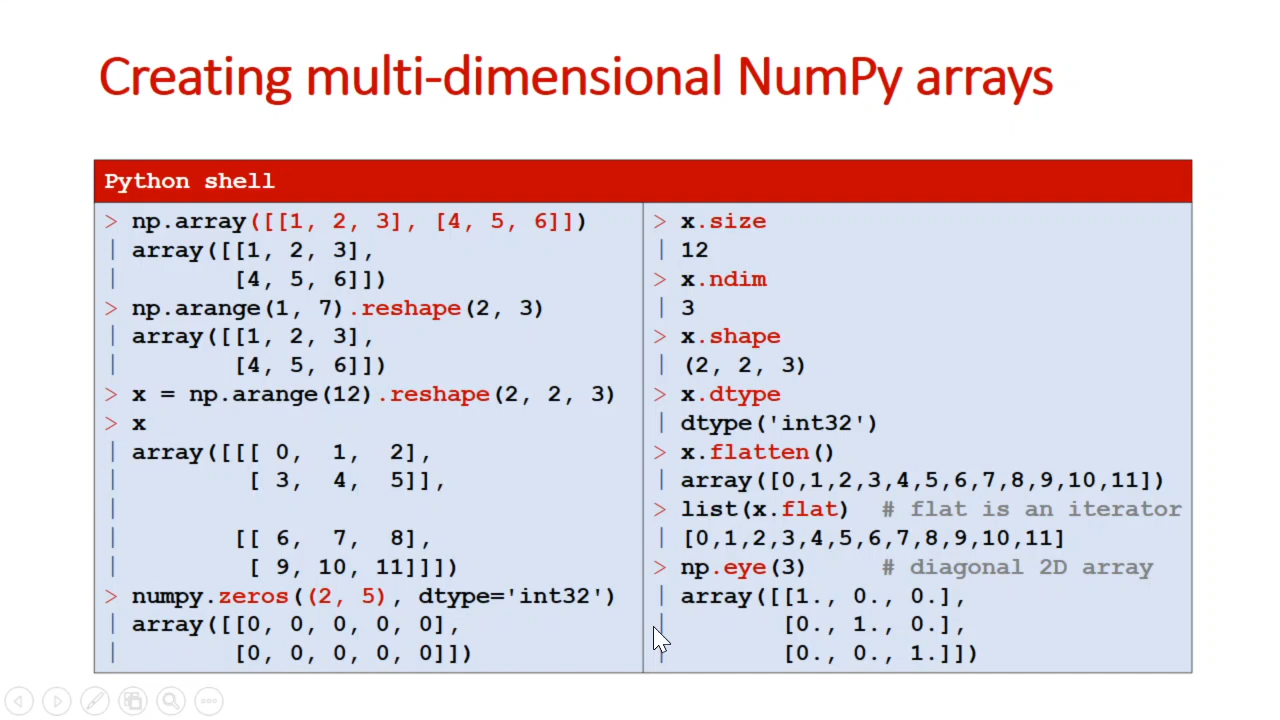 Creating multi-dimensional NumPy arrays
Python shell
> np.array([[1, 2, 3], [4, 5, 6]])
| array([[1, 2, 3],
|        [4, 5, 6]])
> np.arange(1, 7).reshape(2, 3)
| array([[1, 2, 3],
|        [4, 5, 6]])
> x = np.arange(12).reshape(2, 2, 3)
> x
| array([[[ 0,  1,   2],
|         [ 3,  4,   5]],
|
|        [[ 6,  7,   8],
|         [ 9, 10, 11]]])
> numpy.zeros((2, 5), dtype='int32')
| array([[0, 0, 0, 0, 0],
|        [0, 0, 0, 0, 0]])
> x.size
| 12
> x.ndim
| 3
> x.shape
| (2, 2, 3)
> x.dtype
| dtype('int32')
> x.flatten()
| array([0,1,2,3,4,5,6,7,8,9,10,11])
> list(x.flat)  # flat is an iterator
| [0,1,2,3,4,5,6,7,8,9,10,11]
> np.eye(3)     # diagonal 2D array
| array([[1., 0., 0.],
|        [0., 1., 0.],
|        [0., 0., 1.]])